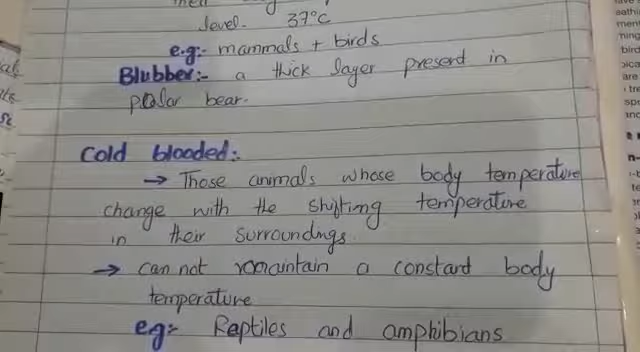 level. 37°c
e.g:- mammals + birds
Blubber:- a thick layer present in
polar bear.
Cold blooded:-
→ Those animals whose body temperature
change with the shifting temperature
in their surroundings.
→ can not maintain a constant body
temperature
eg:- Reptiles and amphibians